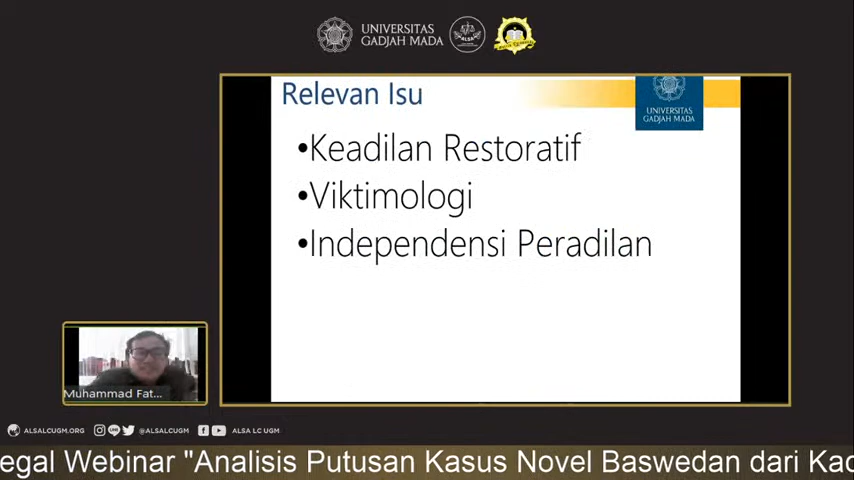 UNIVERSITAS
GADJAH MADA
ALSA
Relevan Isu
UNIVERSITAS
GADJAH MADA
•Keadilan Restoratif
•Viktimologi
•Independensi Peradilan
Muhammad Fat...
ALSALCUGM.ORG
@ALSALCUGM
ALSA LC UGM
egal Webinar "Analisis Putusan Kasus Novel Baswedan dari Kac